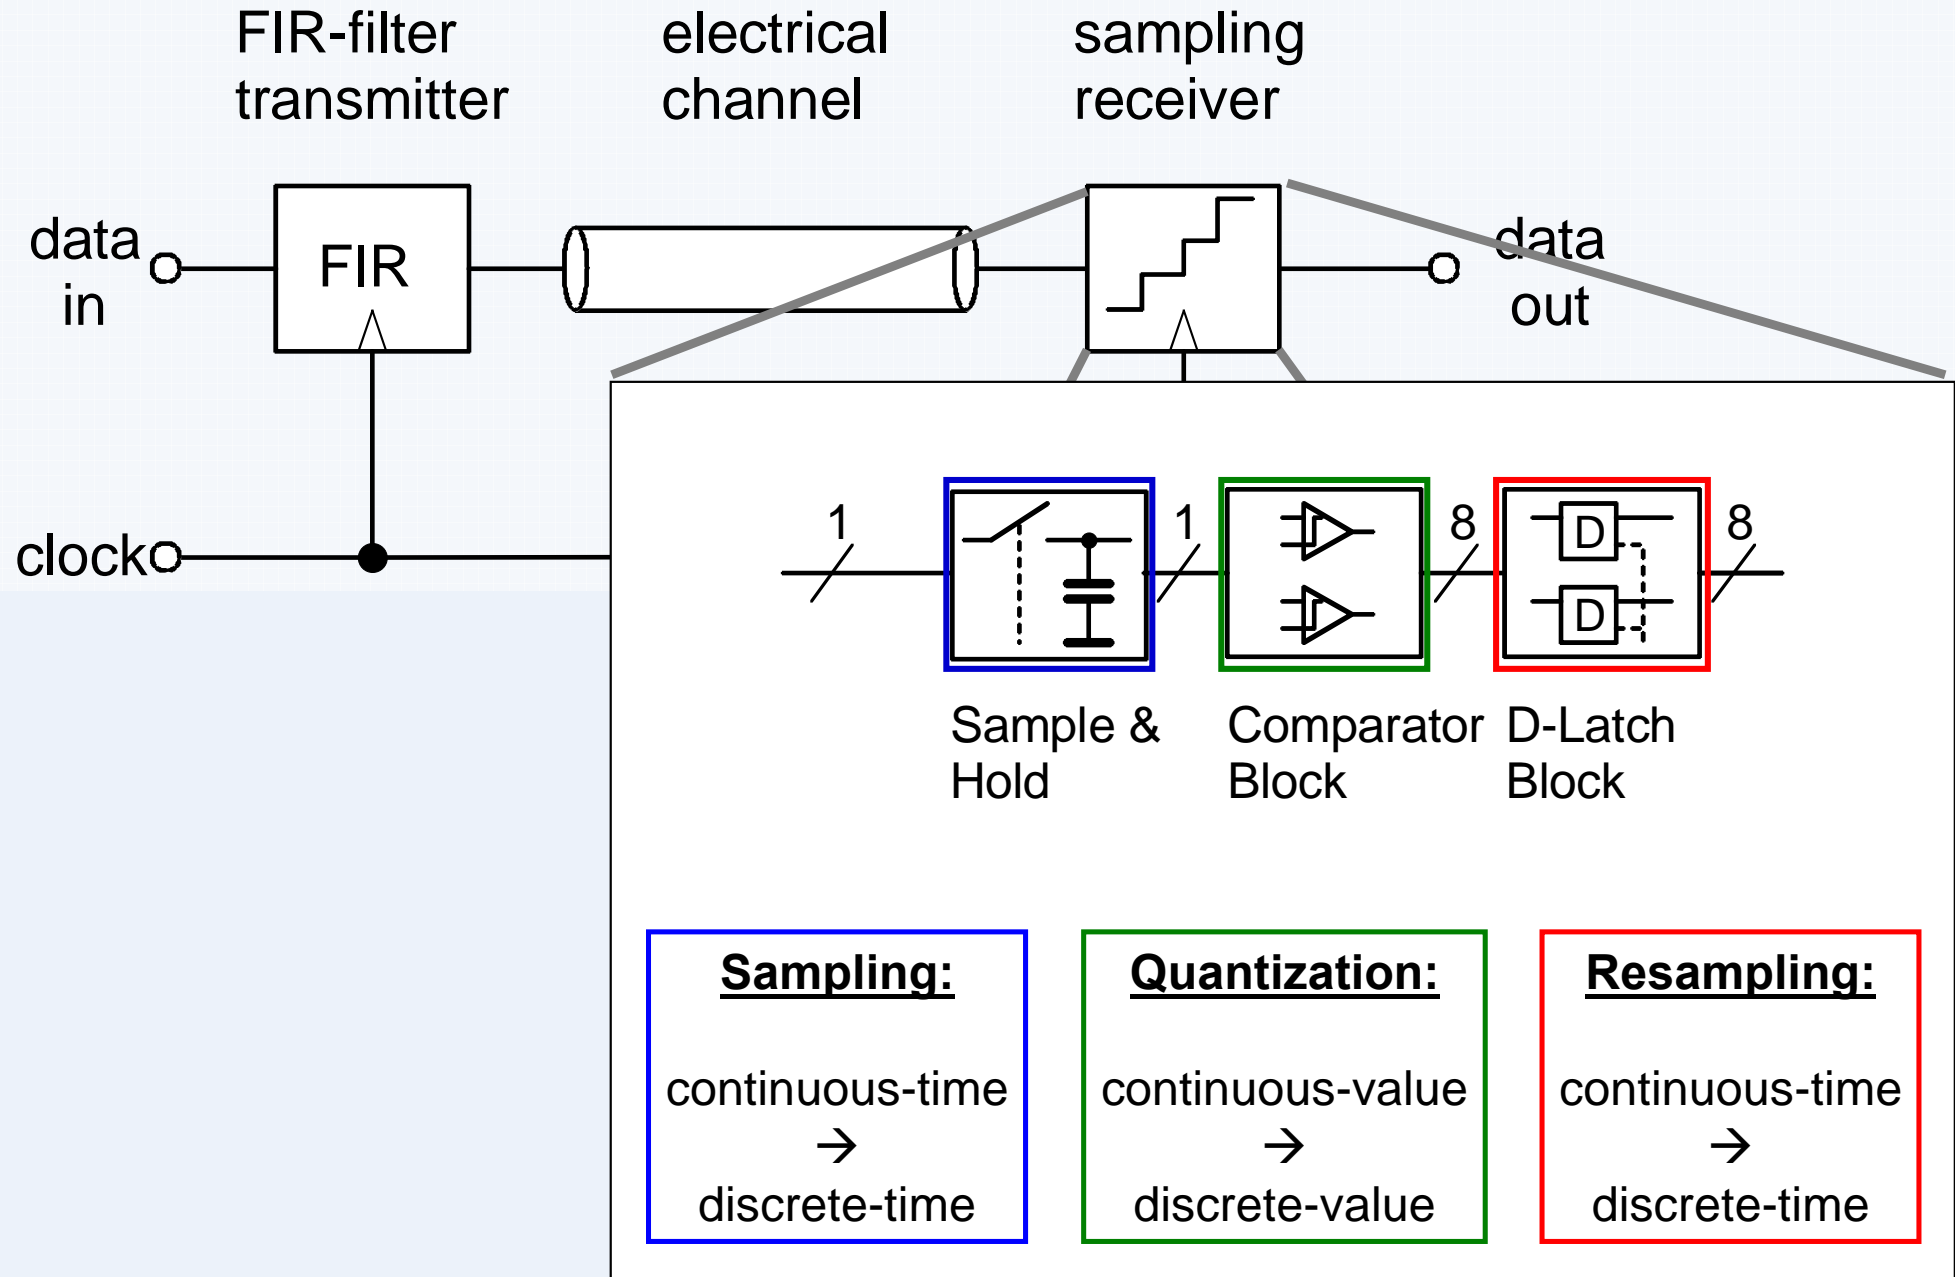 FIR-filter
transmitter
electrical
channel
sampling
receiver
data
in
FIR
data
out
clock
1
1
8
8
D
D
Sample &
Hold
Comparator
Block
D-Latch
Block
Sampling:
continuous-time
→
discrete-time
Quantization:
continuous-value
→
discrete-value
Resampling:
continuous-time
→
discrete-time